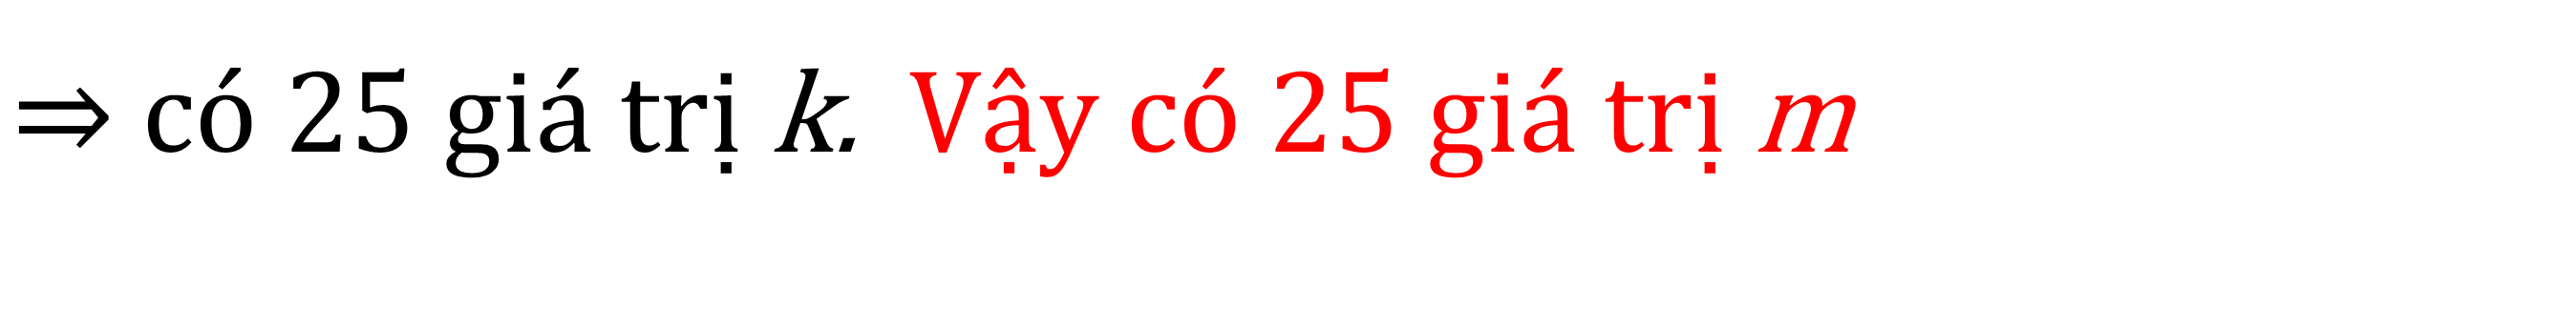 ⇒ có 25 giá trị k. Vậy có 25 giá trị m